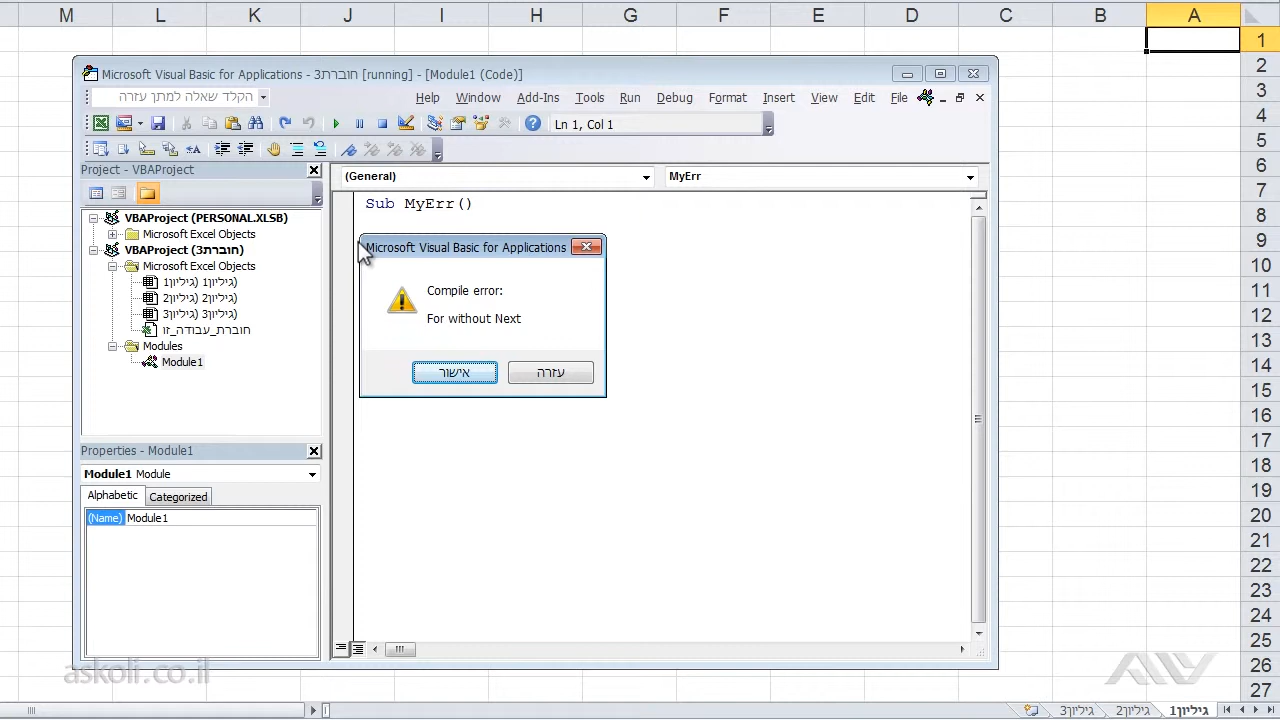 M L K J I H G F E D C B A
Microsoft Visual Basic for Applications - חוברת3 [running] - [Module1 (Code)]
הקלד שאלה למתן עזרה
Help Window Add-Ins Tools Run Debug Format Insert View Edit File
Ln 1, Col 1
Project - VBAProject
VBAProject (PERSONAL.XLSB)
Microsoft Excel Objects
VBAProject (חוברת3)
Microsoft Excel Objects
גיליון1 (גיליון1)
גיליון2 (גיליון2)
גיליון3 (גיליון3)
חוברת_עבודה_זו
Modules
Module1
Properties - Module1
Module1 Module
Alphabetic Categorized
(Name) Module1
(General) MyErr
Sub MyErr()
Microsoft Visual Basic for Applications
Compile error:
For without Next
אישור עזרה
1
2
3
4
5
6
7
8
9
10
11
12
13
14
15
16
17
18
19
20
21
22
23
24
25
26
27
askoli.co.il
גיליון1 גיליון2 גיליון3